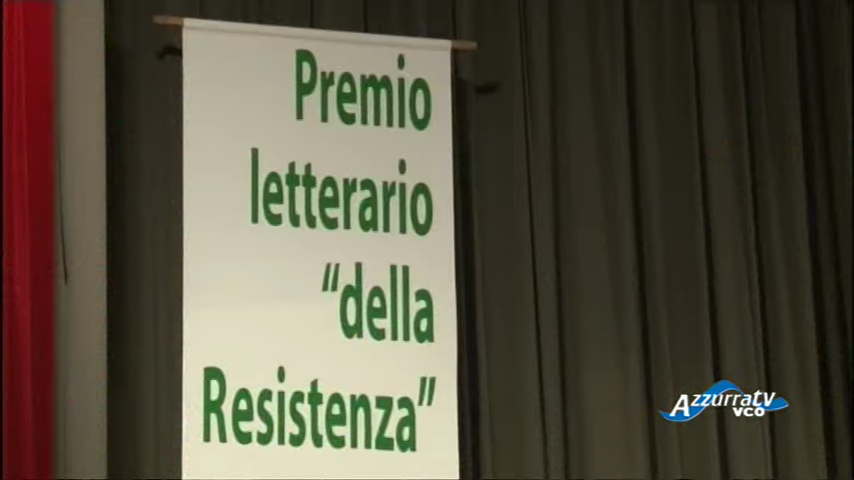 Premio
letterario
“della
Resistenza”
Azzurratv
vco